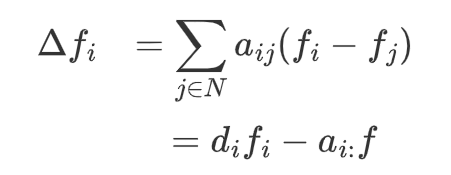 Δf_i = ∑_{j∈N} a_{ij}(f_i − f_j)
= d_i f_i − a_{i:} f